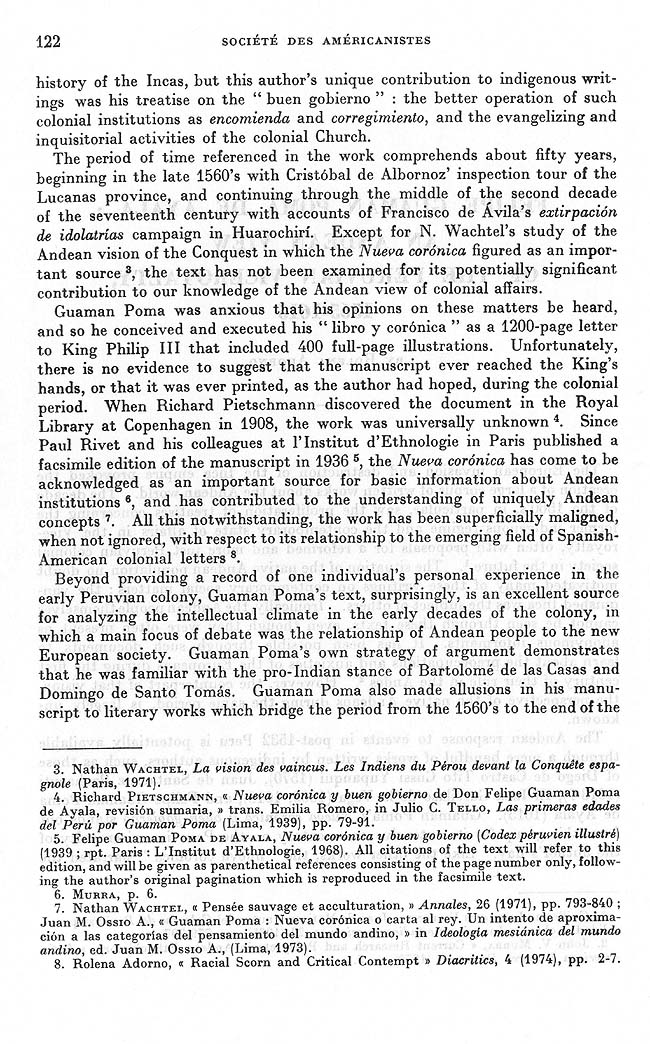 122 SOCIÉTÉ DES AMÉRICANISTES
history of the Incas, but this author's unique contribution to indigenous writ-
ings was his treatise on the “ buen gobierno ” : the better operation of such
colonial institutions as encomienda and corregimiento, and the evangelizing and
inquisitorial activities of the colonial Church.
The period of time referenced in the work comprehends about fifty years,
beginning in the late 1560's with Cristóbal de Albornoz' inspection tour of the
Lucanas province, and continuing through the middle of the second decade
of the seventeenth century with accounts of Francisco de Ávila's extirpación
de idolatrías campaign in Huarochirí. Except for N. Wachtel's study of the
Andean vision of the Conquest in which the Nueva corónica figured as an impor-
tant source ³, the text has not been examined for its potentially significant
contribution to our knowledge of the Andean view of colonial affairs.
Guaman Poma was anxious that his opinions on these matters be heard,
and so he conceived and executed his “ libro y corónica ” as a 1200-page letter
to King Philip III that included 400 full-page illustrations. Unfortunately,
there is no evidence to suggest that the manuscript ever reached the King's
hands, or that it was ever printed, as the author had hoped, during the colonial
period. When Richard Pietschmann discovered the document in the Royal
Library at Copenhagen in 1908, the work was universally unknown ⁴. Since
Paul Rivet and his colleagues at l'Institut d'Ethnologie in Paris published a
facsimile edition of the manuscript in 1936 ⁵, the Nueva corónica has come to be
acknowledged as an important source for basic information about Andean
institutions ⁶, and has contributed to the understanding of uniquely Andean
concepts ⁷. All this notwithstanding, the work has been superficially maligned,
when not ignored, with respect to its relationship to the emerging field of Spanish-
American colonial letters ⁸.
Beyond providing a record of one individual's personal experience in the
early Peruvian colony, Guaman Poma's text, surprisingly, is an excellent source
for analyzing the intellectual climate in the early decades of the colony, in
which a main focus of debate was the relationship of Andean people to the new
European society. Guaman Poma's own strategy of argument demonstrates
that he was familiar with the pro-Indian stance of Bartolomé de las Casas and
Domingo de Santo Tomás. Guaman Poma also made allusions in his manu-
script to literary works which bridge the period from the 1560's to the end of the
3. Nathan WACHTEL, La vision des vaincus. Les Indiens du Pérou devant la Conquête espa-
gnole (Paris, 1971).
4. Richard PIETSCHMANN, « Nueva corónica y buen gobierno de Don Felipe Guaman Poma
de Ayala, revisión sumaria, » trans. Emilia Romero, in Julio C. TELLO, Las primeras edades
del Perú por Guaman Poma (Lima, 1939), pp. 79-91.
5. Felipe Guaman POMA DE AYALA, Nueva corónica y buen gobierno (Codex péruvien illustré)
(1939 ; rpt. Paris : L'Institut d'Ethnologie, 1968). All citations of the text will refer to this
edition, and will be given as parenthetical references consisting of the page number only, follow-
ing the author's original pagination which is reproduced in the facsimile text.
6. MURRA, p. 6.
7. Nathan WACHTEL, « Pensée sauvage et acculturation, » Annales, 26 (1971), pp. 793-840 ;
Juan M. OSSIO A., « Guaman Poma : Nueva corónica o carta al rey. Un intento de aproxima-
ción a las categorías del pensamiento del mundo andino, » in Ideología mesiánica del mundo
andino, ed. Juan M. OSSIO A., (Lima, 1973).
8. Rolena Adorno, « Racial Scorn and Critical Contempt » Diacritics, 4 (1974), pp. 2-7.